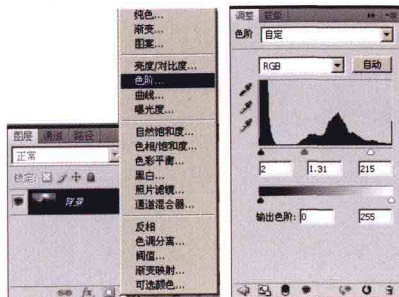 图层 通道 路径
正常
锁定:
背景
fx
纯色...
渐变...
图案...
亮度/对比度...
色阶...
曲线...
曝光度...
自然饱和度...
色相/饱和度...
色彩平衡...
黑白...
照片滤镜...
通道混合器...
反相
色调分离...
阈值...
渐变映射...
可选颜色...
调整 蒙版
色阶 自定
RGB 自动
2 1.31 215
输出色阶: 0 255